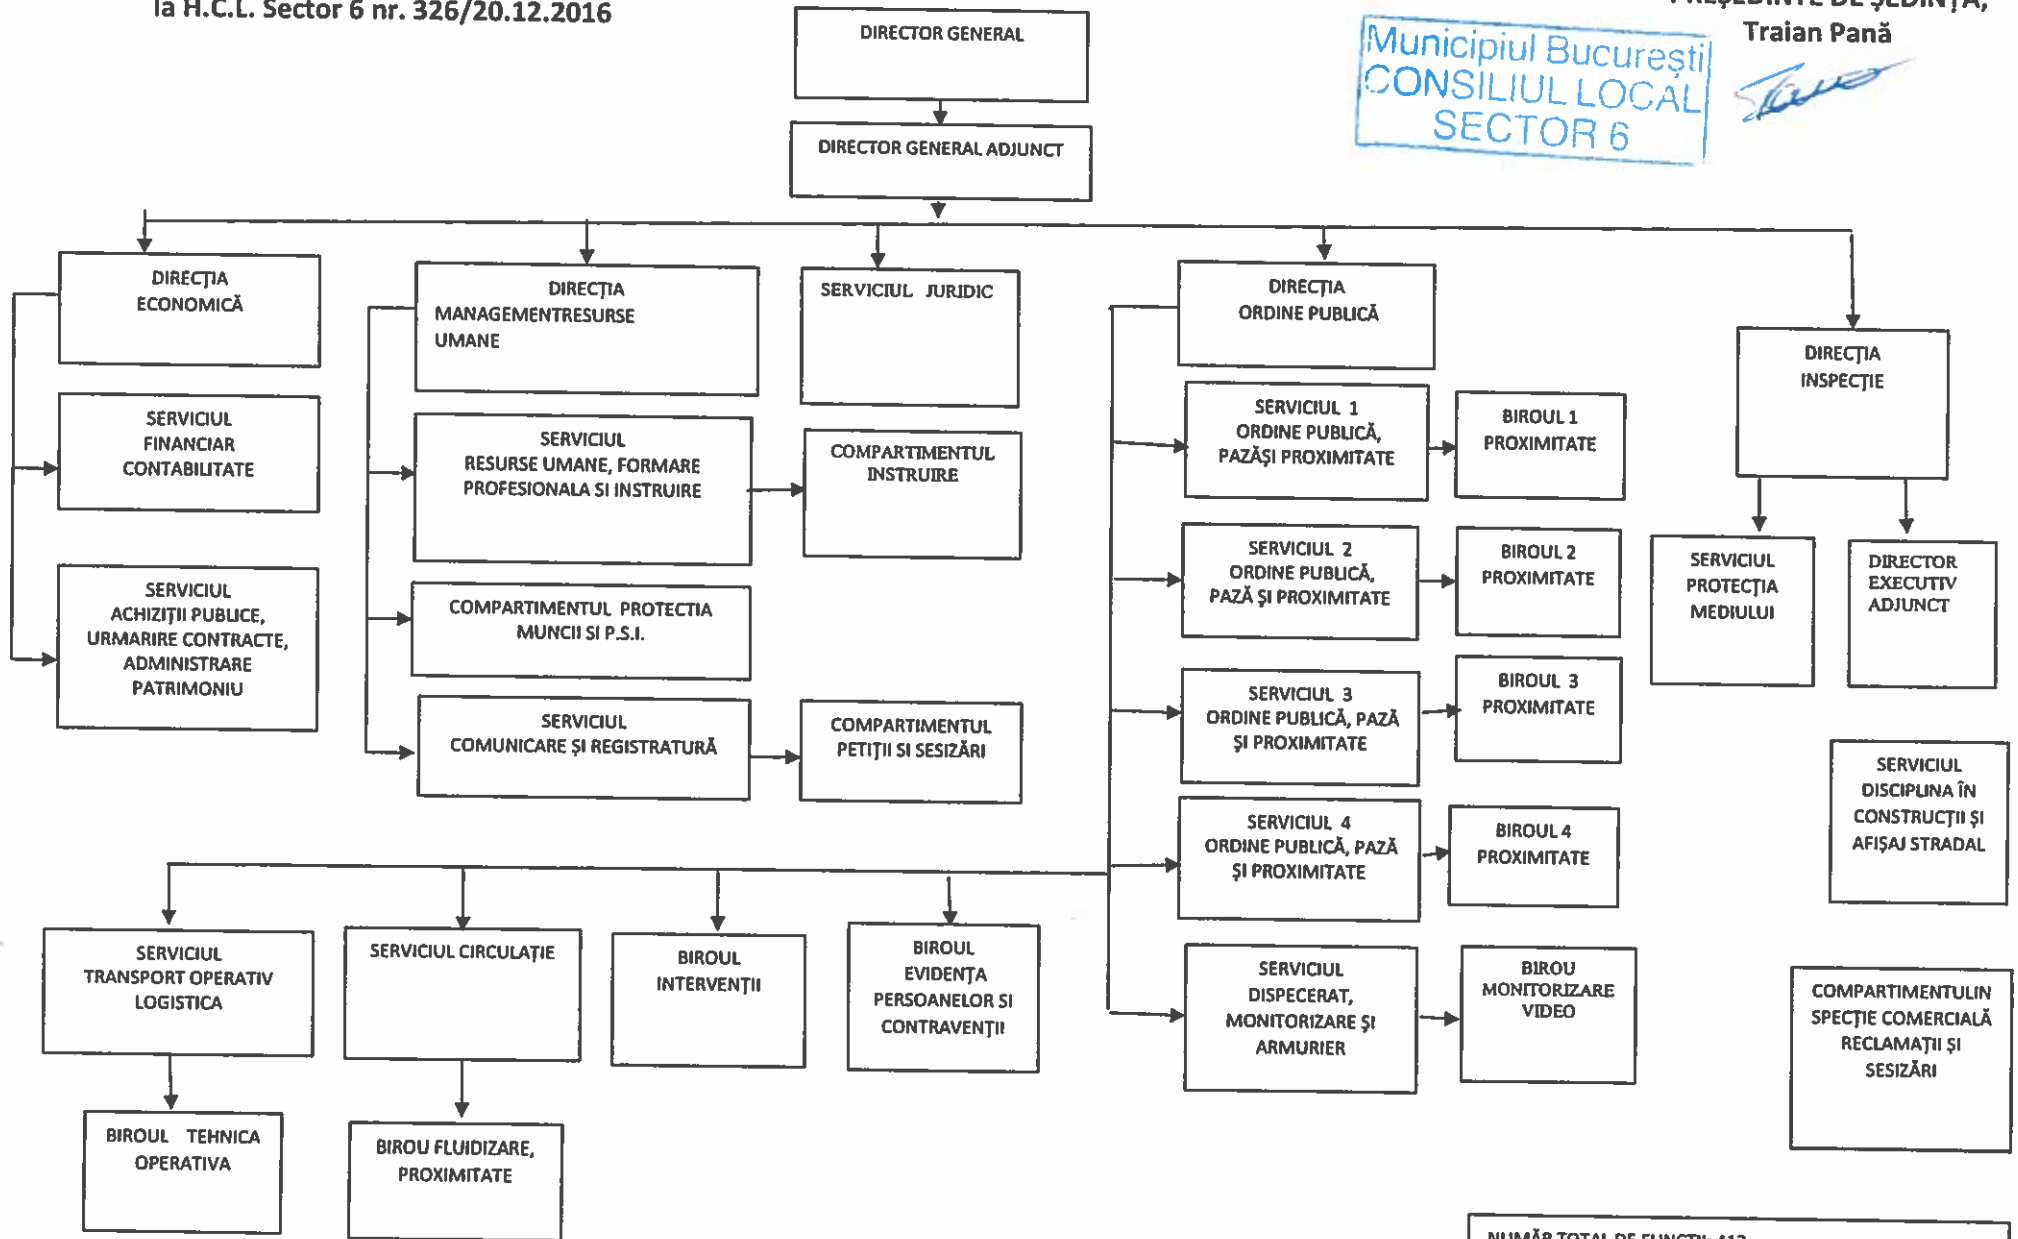 la H.C.L. Sector 6 nr. 326/20.12.2016
PREȘEDINTE DE ȘEDINȚĂ,
Traian Pană
Municipiul București
CONSILIUL LOCAL
SECTOR 6
DIRECTOR GENERAL
DIRECTOR GENERAL ADJUNCT
DIRECȚIA
ECONOMICĂ
SERVICIUL
FINANCIAR
CONTABILITATE
SERVICIUL
ACHIZIȚII PUBLICE,
URMARIRE CONTRACTE,
ADMINISTRARE
PATRIMONIU
DIRECȚIA
MANAGEMENTRESURSE
UMANE
SERVICIUL
RESURSE UMANE, FORMARE
PROFESIONALA SI INSTRUIRE
COMPARTIMENTUL
INSTRUIRE
COMPARTIMENTUL PROTECTIA
MUNCII SI P.S.I.
SERVICIUL
COMUNICARE ȘI REGISTRATURĂ
COMPARTIMENTUL
PETIȚII SI SESIZĂRI
SERVICIUL JURIDIC
DIRECȚIA
ORDINE PUBLICĂ
SERVICIUL 1
ORDINE PUBLICĂ,
PAZĂȘI PROXIMITATE
BIROUL 1
PROXIMITATE
SERVICIUL 2
ORDINE PUBLICĂ,
PAZĂ ȘI PROXIMITATE
BIROUL 2
PROXIMITATE
SERVICIUL 3
ORDINE PUBLICĂ, PAZĂ
ȘI PROXIMITATE
BIROUL 3
PROXIMITATE
SERVICIUL 4
ORDINE PUBLICĂ, PAZĂ
ȘI PROXIMITATE
BIROUL 4
PROXIMITATE
SERVICIUL
DISPECERAT,
MONITORIZARE ȘI
ARMURIER
BIROU
MONITORIZARE
VIDEO
DIRECȚIA
INSPECȚIE
SERVICIUL
PROTECȚIA
MEDIULUI
DIRECTOR
EXECUTIV
ADJUNCT
SERVICIUL
DISCIPLINA ÎN
CONSTRUCȚII ȘI
AFIȘAJ STRADAL
COMPARTIMENTULIN
SPECȚIE COMERCIALĂ
RECLAMAȚII ȘI
SESIZĂRI
SERVICIUL
TRANSPORT OPERATIV
LOGISTICA
BIROUL TEHNICA
OPERATIVA
SERVICIUL CIRCULAȚIE
BIROU FLUIDIZARE,
PROXIMITATE
BIROUL
INTERVENȚII
BIROUL
EVIDENȚA
PERSOANELOR SI
CONTRAVENȚII
NUMĂR TOTAL DE FUNCȚII: